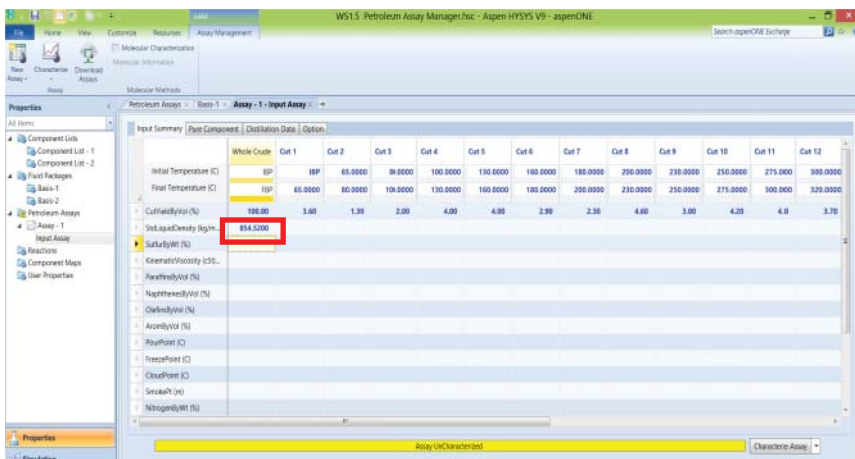 WS1.5 Petroleum Assay Manager.hsc - Aspen HYSYS V9 - aspenONE
File Home View Customize Resources Assay Management Search aspenONE Exchange
New Assay Characterize Download Assays
Molecular Characterization
Molecular Information
Assay Molecular Methods
Properties
All Items
Component Lists
Component List - 1
Component List - 2
Fluid Packages
Basis-1
Basis-2
Petroleum Assays
Assay - 1
Input Assay
Reactions
Component Maps
User Properties
Properties
Simulation
Petroleum Assays Basis-1 Assay - 1 - Input Assay +
Input Summary Pure Component Distillation Data Option
Whole Crude Cut 1 Cut 2 Cut 3 Cut 4 Cut 5 Cut 6 Cut 7 Cut 8 Cut 9 Cut 10 Cut 11 Cut 12
Initial Temperature (C) IBP IBP 65.0000 100.0000 130.0000 160.0000 180.0000 200.0000 230.0000 250.0000 275.000 300.0000
Final Temperature (C) FBP 65.0000 80.0000 100.0000 130.0000 160.0000 180.0000 200.0000 230.0000 250.0000 275.0000 300.000 320.0000
CutYieldByVol (%) 100.00 3.60 1.30 2.00 4.00 4.00 2.90 2.30 4.60 3.00 4.20 4.0 3.70
StdLiquidDensity (kg/m... 854.5200
SulfurByWt (%)
KinematicViscosity (cSt)...
ParaffinsByVol (%)
NaphthenesByVol (%)
OlefinsByVol (%)
AromByVol (%)
PourPoint (C)
FreezePoint (C)
CloudPoint (C)
SmokePt (m)
NitrogenByWt (%)
Assay UnCharacterized
Characterie Assay